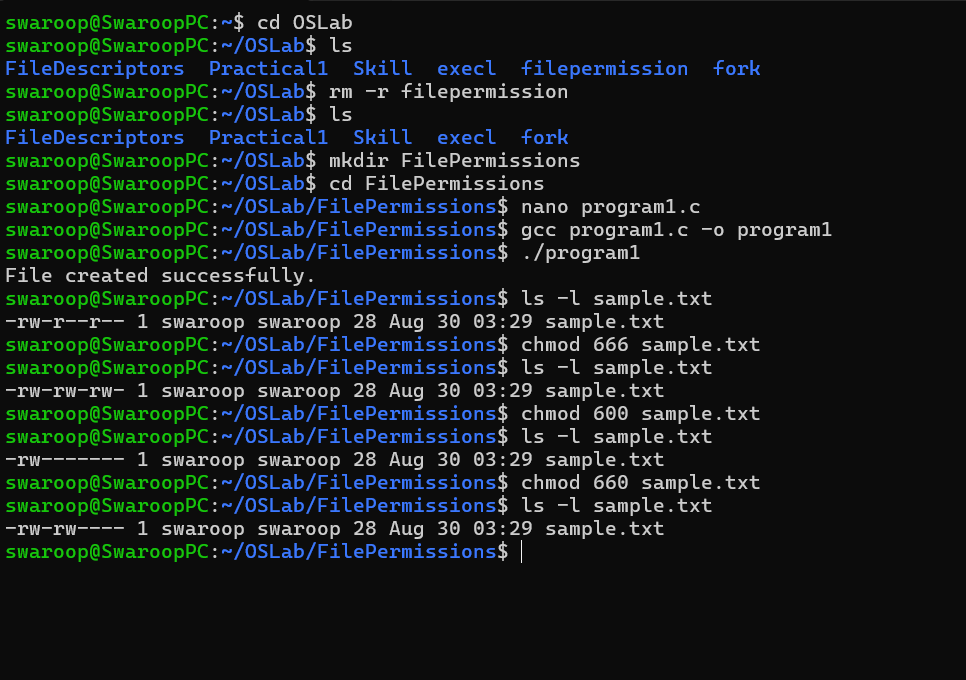 swaroop@SwaroopPC:~$ cd OSLab
swaroop@SwaroopPC:~/OSLab$ ls
FileDescriptors  Practical1  Skill  execl  filepermission  fork
swaroop@SwaroopPC:~/OSLab$ rm -r filepermission
swaroop@SwaroopPC:~/OSLab$ ls
FileDescriptors  Practical1  Skill  execl  fork
swaroop@SwaroopPC:~/OSLab$ mkdir FilePermissions
swaroop@SwaroopPC:~/OSLab$ cd FilePermissions
swaroop@SwaroopPC:~/OSLab/FilePermissions$ nano program1.c
swaroop@SwaroopPC:~/OSLab/FilePermissions$ gcc program1.c -o program1
swaroop@SwaroopPC:~/OSLab/FilePermissions$ ./program1
File created successfully.
swaroop@SwaroopPC:~/OSLab/FilePermissions$ ls -l sample.txt
-rw-r--r-- 1 swaroop swaroop 28 Aug 30 03:29 sample.txt
swaroop@SwaroopPC:~/OSLab/FilePermissions$ chmod 666 sample.txt
swaroop@SwaroopPC:~/OSLab/FilePermissions$ ls -l sample.txt
-rw-rw-rw- 1 swaroop swaroop 28 Aug 30 03:29 sample.txt
swaroop@SwaroopPC:~/OSLab/FilePermissions$ chmod 600 sample.txt
swaroop@SwaroopPC:~/OSLab/FilePermissions$ ls -l sample.txt
-rw------- 1 swaroop swaroop 28 Aug 30 03:29 sample.txt
swaroop@SwaroopPC:~/OSLab/FilePermissions$ chmod 660 sample.txt
swaroop@SwaroopPC:~/OSLab/FilePermissions$ ls -l sample.txt
-rw-rw---- 1 swaroop swaroop 28 Aug 30 03:29 sample.txt
swaroop@SwaroopPC:~/OSLab/FilePermissions$